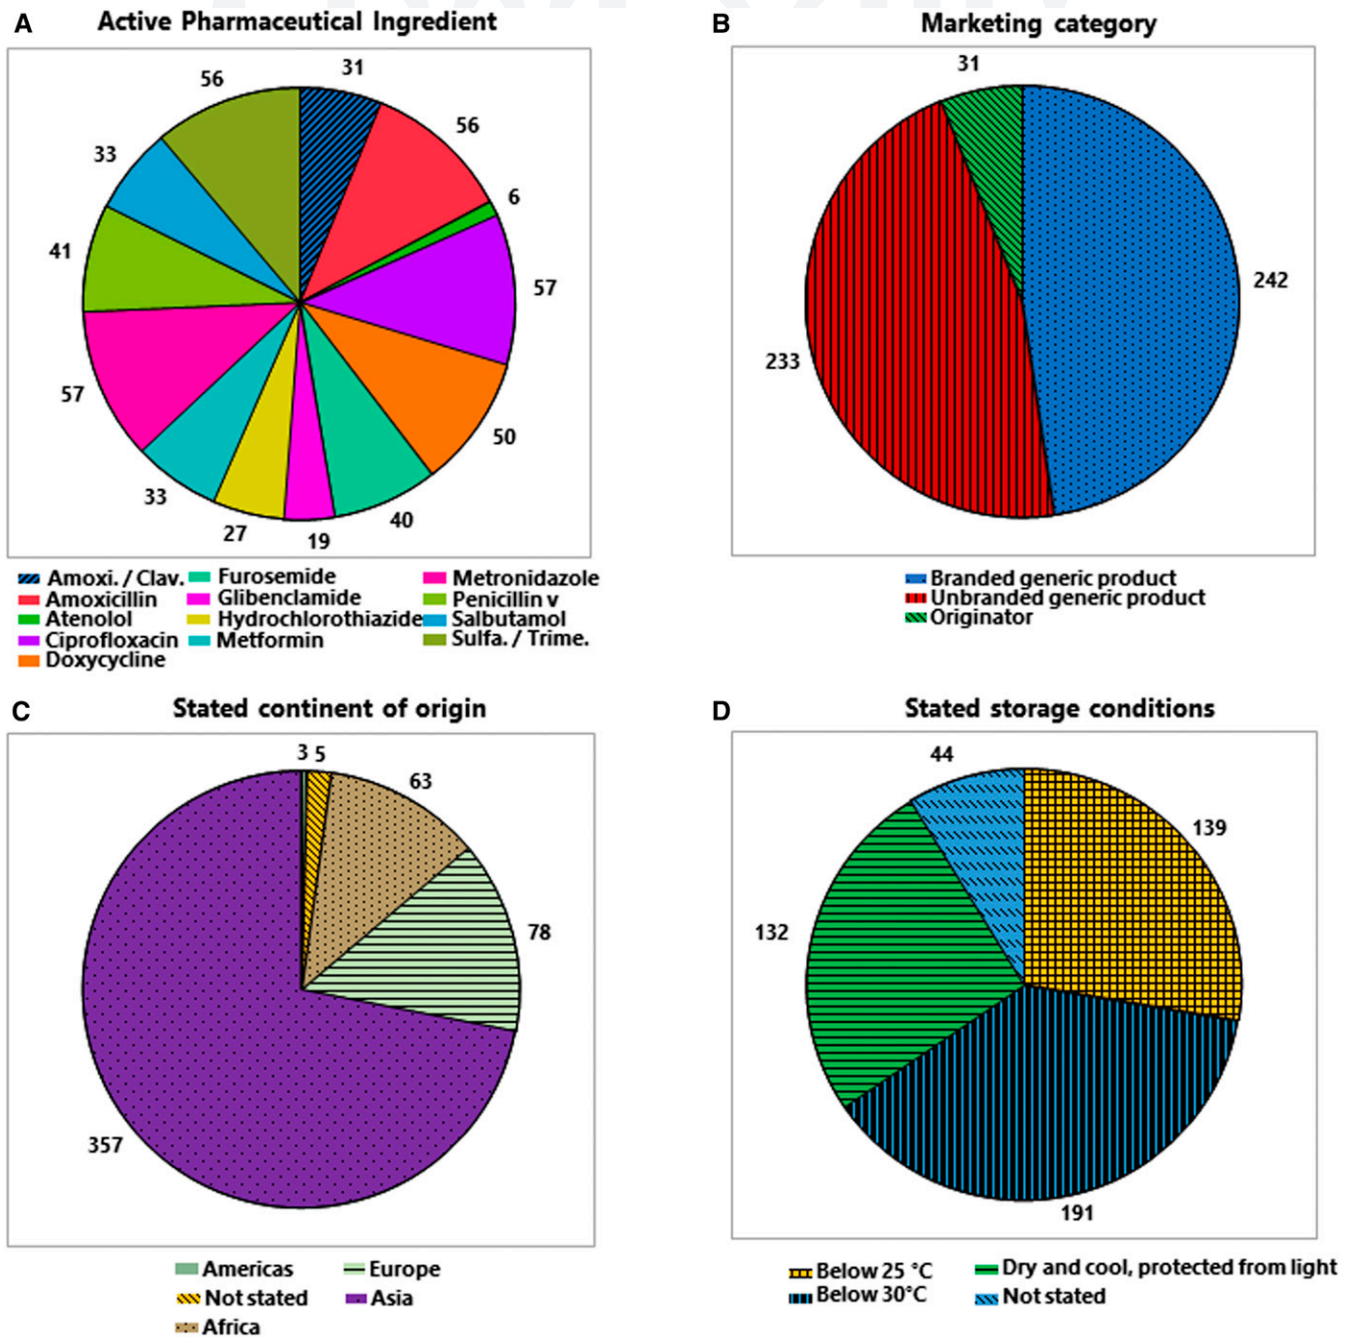 A Active Pharmaceutical Ingredient
31
56
6
57
50
40
19
27
33
57
41
33
56
Amoxi. / Clav. Furosemide Metronidazole
Amoxicillin Glibenclamide Penicillin v
Atenolol Hydrochlorothiazide Salbutamol
Ciprofloxacin Metformin Sulfa. / Trime.
Doxycycline
B Marketing category
31
242
233
Branded generic product
Unbranded generic product
Originator
C Stated continent of origin
3 5
63
78
357
Americas Europe
Not stated Asia
Africa
D Stated storage conditions
44
139
132
191
Below 25 °C Dry and cool, protected from light
Below 30°C Not stated